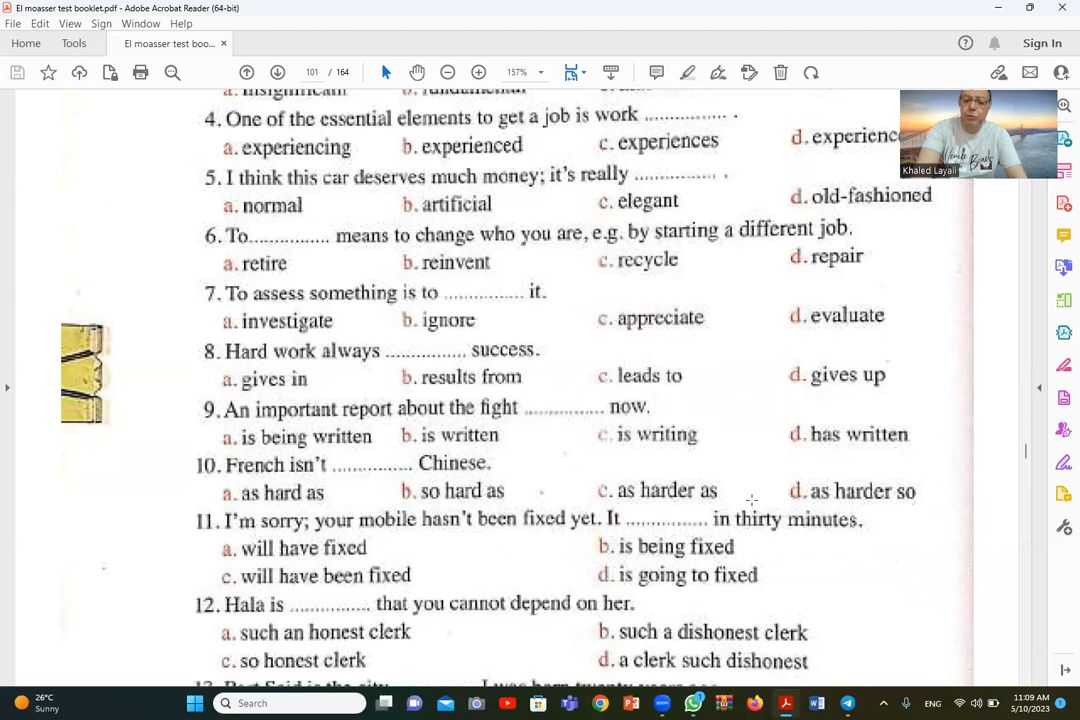 El moasser test booklet.pdf - Adobe Acrobat Reader (64-bit)
File Edit View Sign Window Help
Home Tools El moasser test boo... × Sign In
101 / 164 157%
4. One of the essential elements to get a job is work ................ .
a. experiencing b. experienced c. experiences d. experience
Khaled Layali
5. I think this car deserves much money; it's really ................ .
a. normal b. artificial c. elegant d. old-fashioned
6. To................ means to change who you are, e.g. by starting a different job.
a. retire b. reinvent c. recycle d. repair
7. To assess something is to ................ it.
a. investigate b. ignore c. appreciate d. evaluate
8. Hard work always ................ success.
a. gives in b. results from c. leads to d. gives up
9. An important report about the fight ................ now.
a. is being written b. is written c. is writing d. has written
10. French isn't ................ Chinese.
a. as hard as b. so hard as c. as harder as d. as harder so
11. I'm sorry; your mobile hasn't been fixed yet. It ................ in thirty minutes.
a. will have fixed b. is being fixed
c. will have been fixed d. is going to fixed
12. Hala is ................ that you cannot depend on her.
a. such an honest clerk b. such a dishonest clerk
c. so honest clerk d. a clerk such dishonest
26°C
Sunny
Search
ENG
11:09 AM
5/10/2023